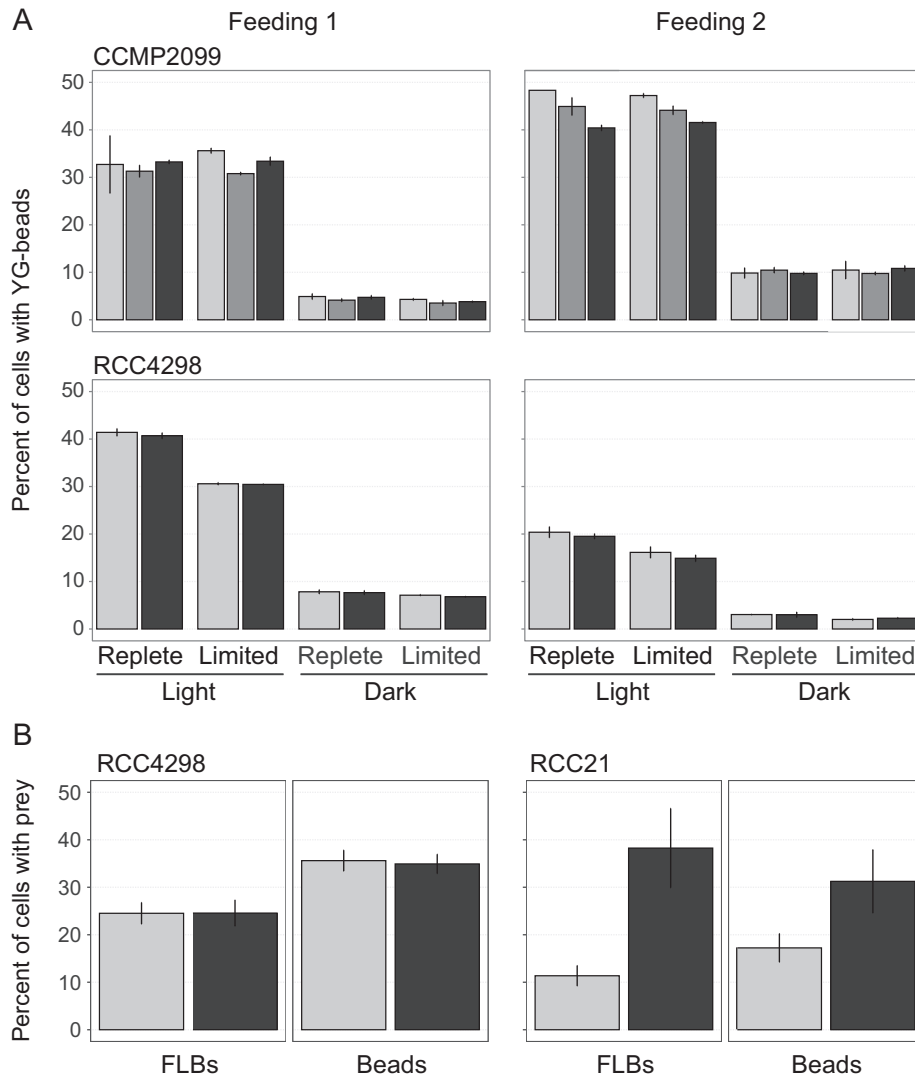 A
Feeding 1
Feeding 2
CCMP2099
Percent of cells with YG-beads
50
40
30
20
10
0
RCC4298
50
40
30
20
10
0
Replete Limited Replete Limited
Light Dark
Replete Limited Replete Limited
Light Dark
B
RCC4298
RCC21
Percent of cells with prey
50
40
30
20
10
0
FLBs Beads FLBs Beads